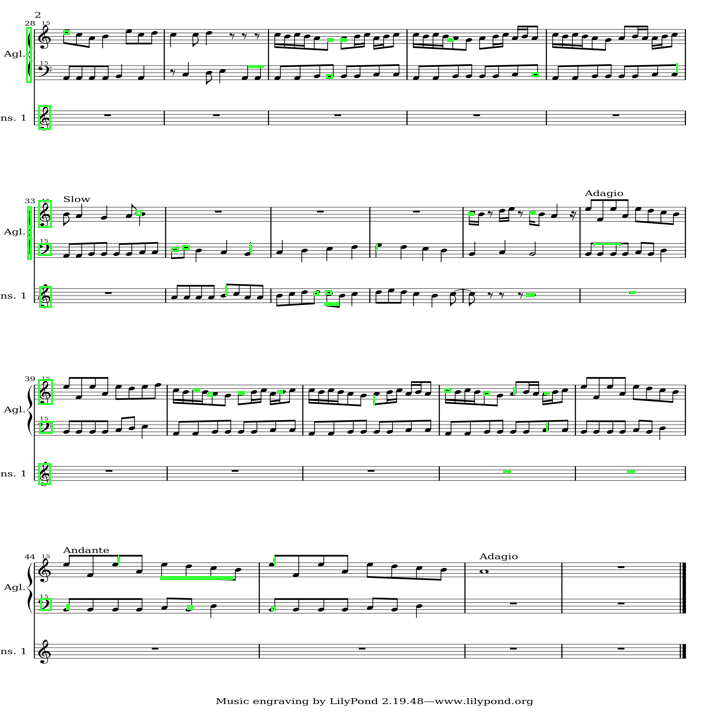 2
28
15
Agl.
15
ns. 1
33
Slow
Adagio
15
Agl.
15
ns. 1
39
15
Agl.
15
ns. 1
44
Andante
Adagio
15
Agl.
15
ns. 1
Music engraving by LilyPond 2.19.48—www.lilypond.org